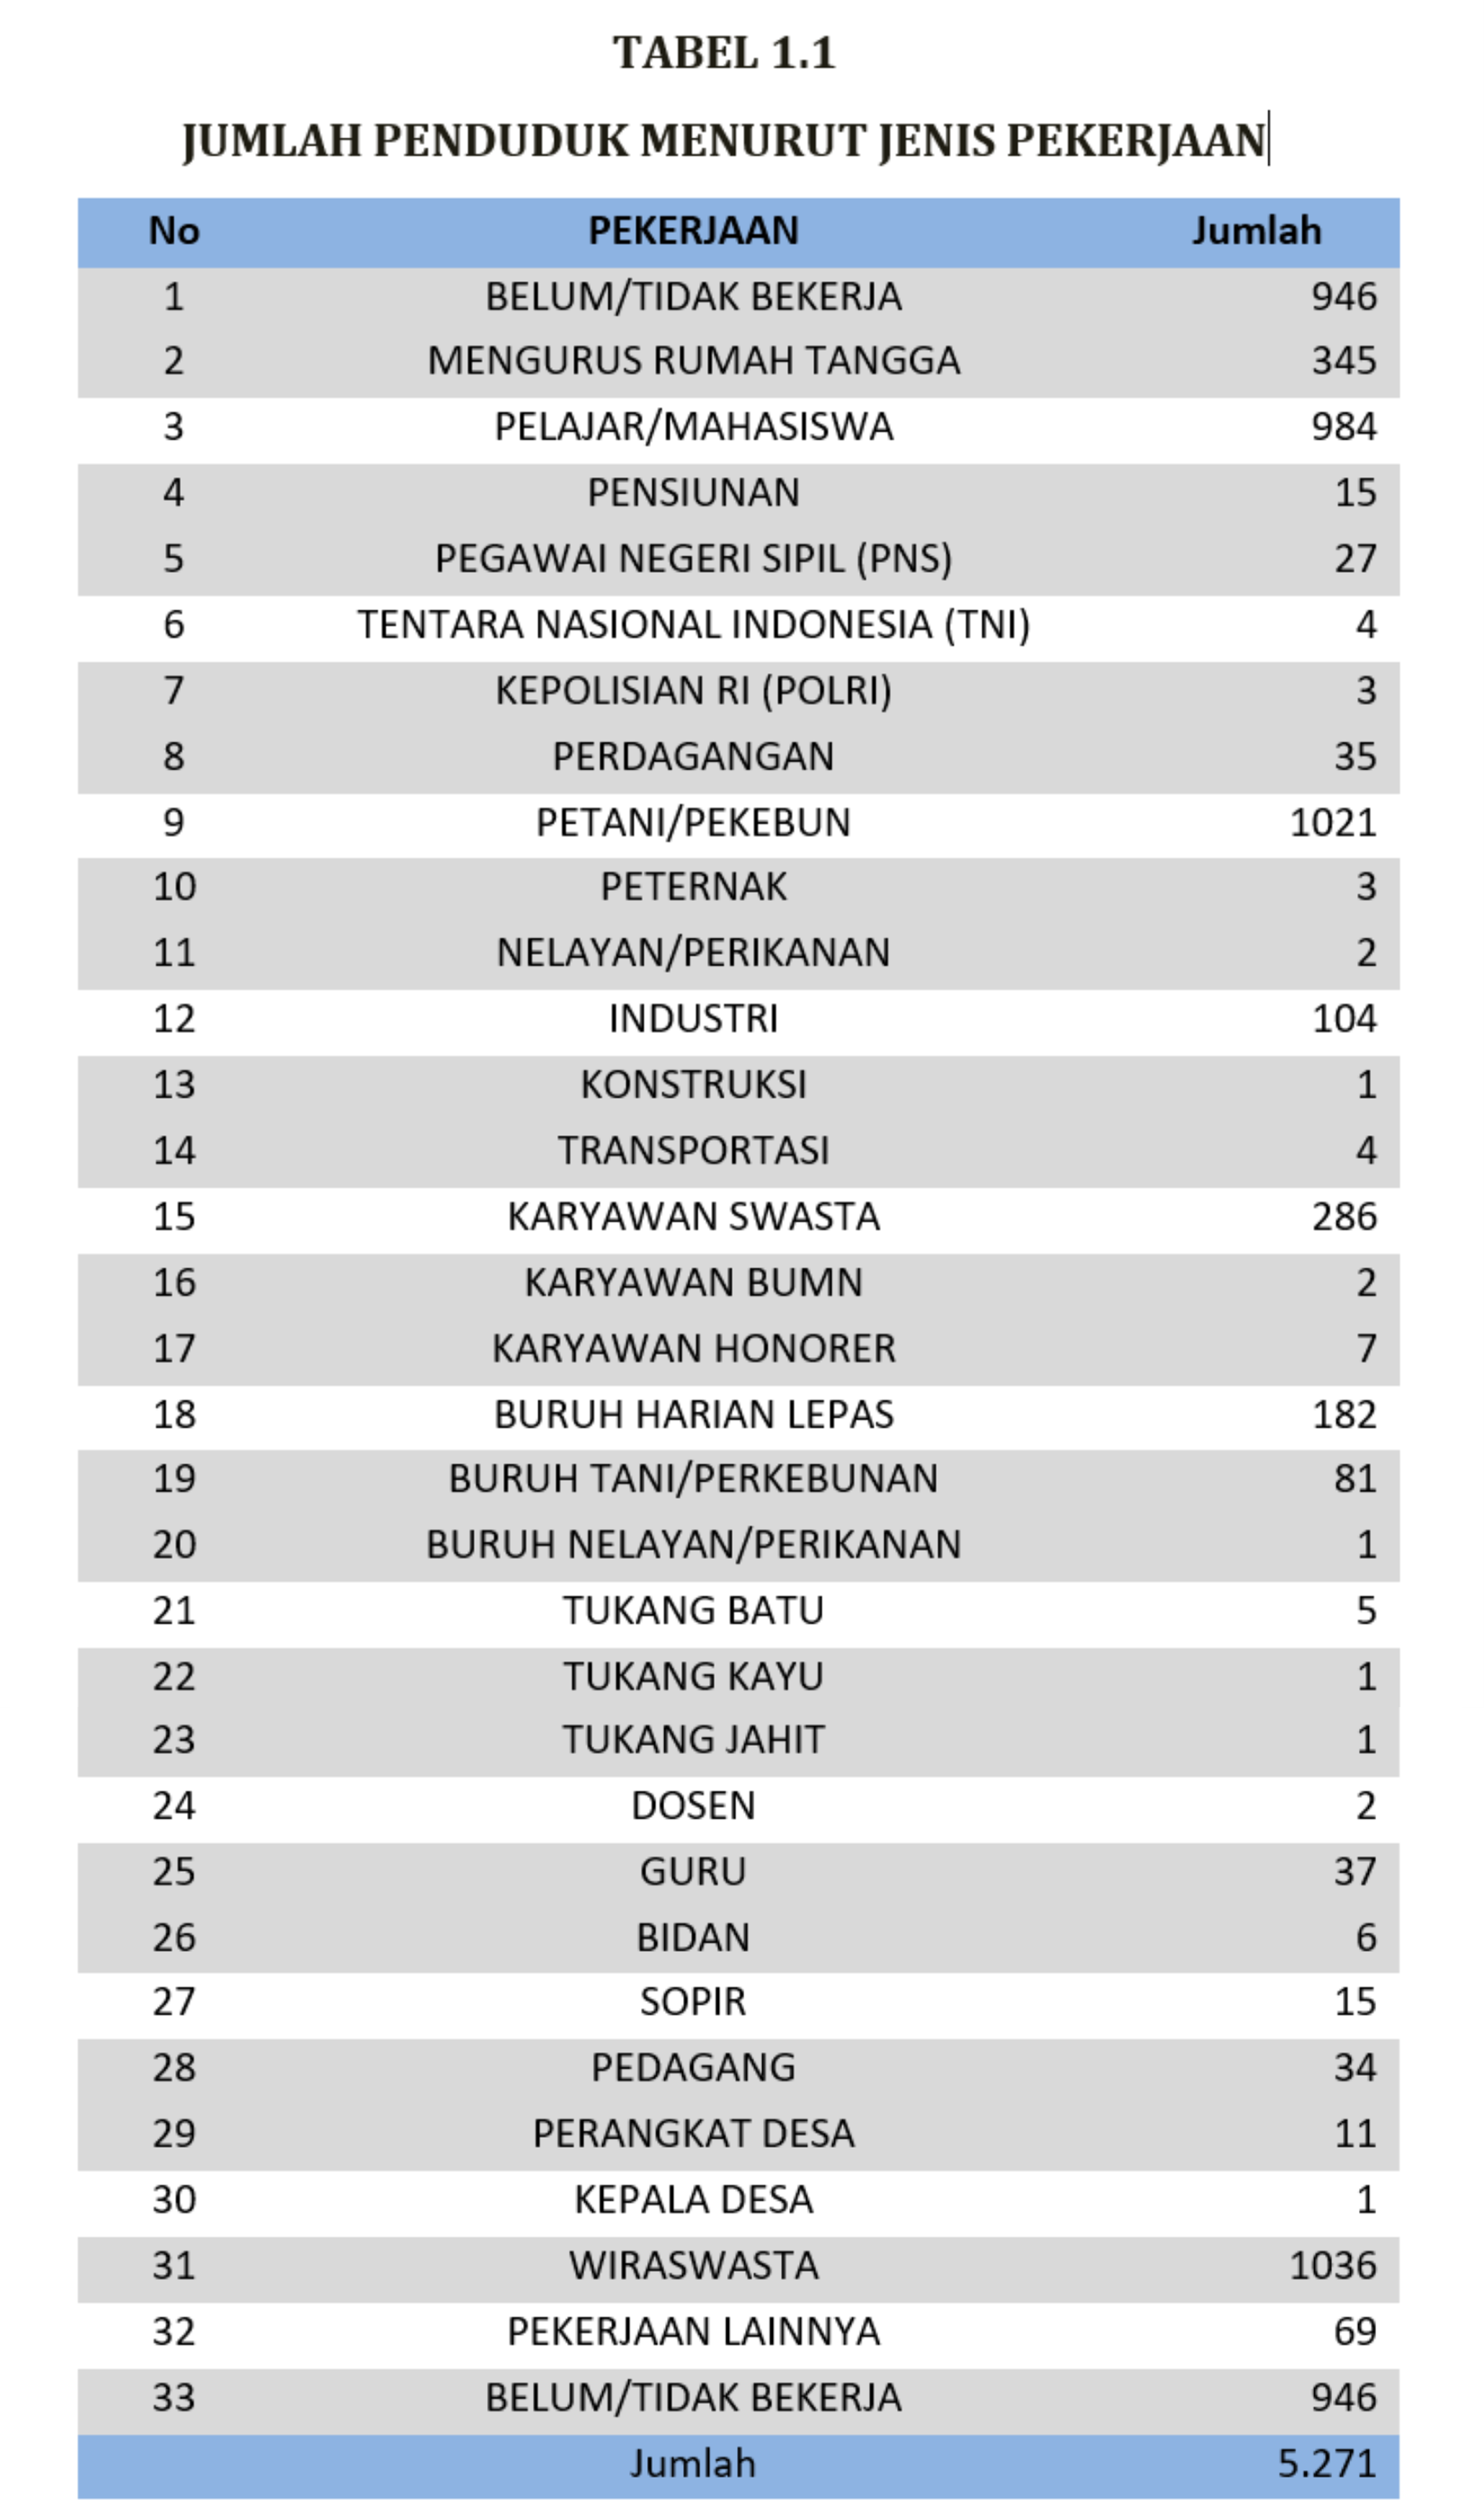 TABEL 1.1
JUMLAH PENDUDUK MENURUT JENIS PEKERJAAN
No PEKERJAAN Jumlah
1 BELUM/TIDAK BEKERJA 946
2 MENGURUS RUMAH TANGGA 345
3 PELAJAR/MAHASISWA 984
4 PENSIUNAN 15
5 PEGAWAI NEGERI SIPIL (PNS) 27
6 TENTARA NASIONAL INDONESIA (TNI) 4
7 KEPOLISIAN RI (POLRI) 3
8 PERDAGANGAN 35
9 PETANI/PEKEBUN 1021
10 PETERNAK 3
11 NELAYAN/PERIKANAN 2
12 INDUSTRI 104
13 KONSTRUKSI 1
14 TRANSPORTASI 4
15 KARYAWAN SWASTA 286
16 KARYAWAN BUMN 2
17 KARYAWAN HONORER 7
18 BURUH HARIAN LEPAS 182
19 BURUH TANI/PERKEBUNAN 81
20 BURUH NELAYAN/PERIKANAN 1
21 TUKANG BATU 5
22 TUKANG KAYU 1
23 TUKANG JAHIT 1
24 DOSEN 2
25 GURU 37
26 BIDAN 6
27 SOPIR 15
28 PEDAGANG 34
29 PERANGKAT DESA 11
30 KEPALA DESA 1
31 WIRASWASTA 1036
32 PEKERJAAN LAINNYA 69
33 BELUM/TIDAK BEKERJA 946
Jumlah 5.271